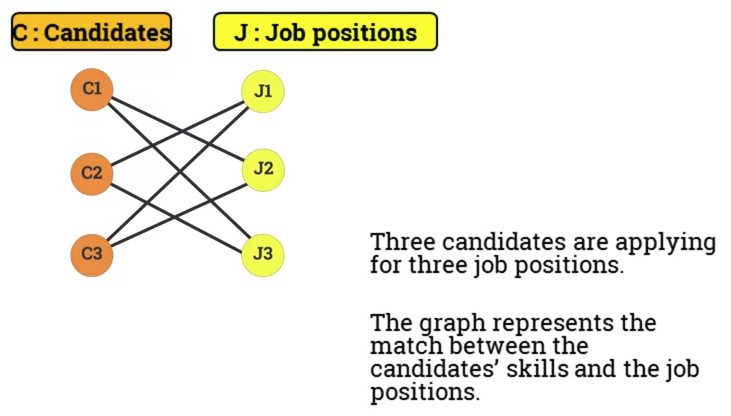 C : Candidates
J : Job positions
C1
J1
C2
J2
C3
J3
Three candidates are applying
for three job positions.
The graph represents the
match between the
candidates’ skills and the job
positions.